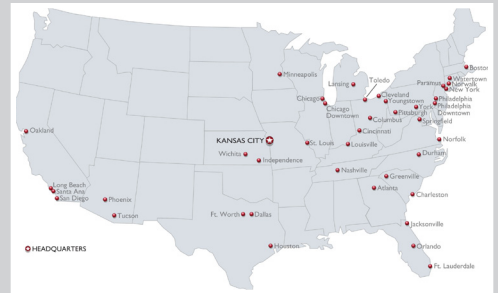 Boston
Minneapolis
Lansing
Toledo
Watertown
Paramus
Norwalk
New York
Chicago
Cleveland
Youngstown
Philadelphia
Chicago
Downtown
York
Philadelphia
Downtown
Pittsburgh
Columbus
Springfield
Oakland
Cincinnati
Norfolk
KANSAS CITY
St. Louis
Louisville
Wichita
Independence
Durham
Nashville
Greenville
Long Beach
Santa Ana
San Diego
Phoenix
Atlanta
Charleston
Tucson
Ft. Worth
Dallas
Jacksonville
HEADQUARTERS
Houston
Orlando
Ft. Lauderdale